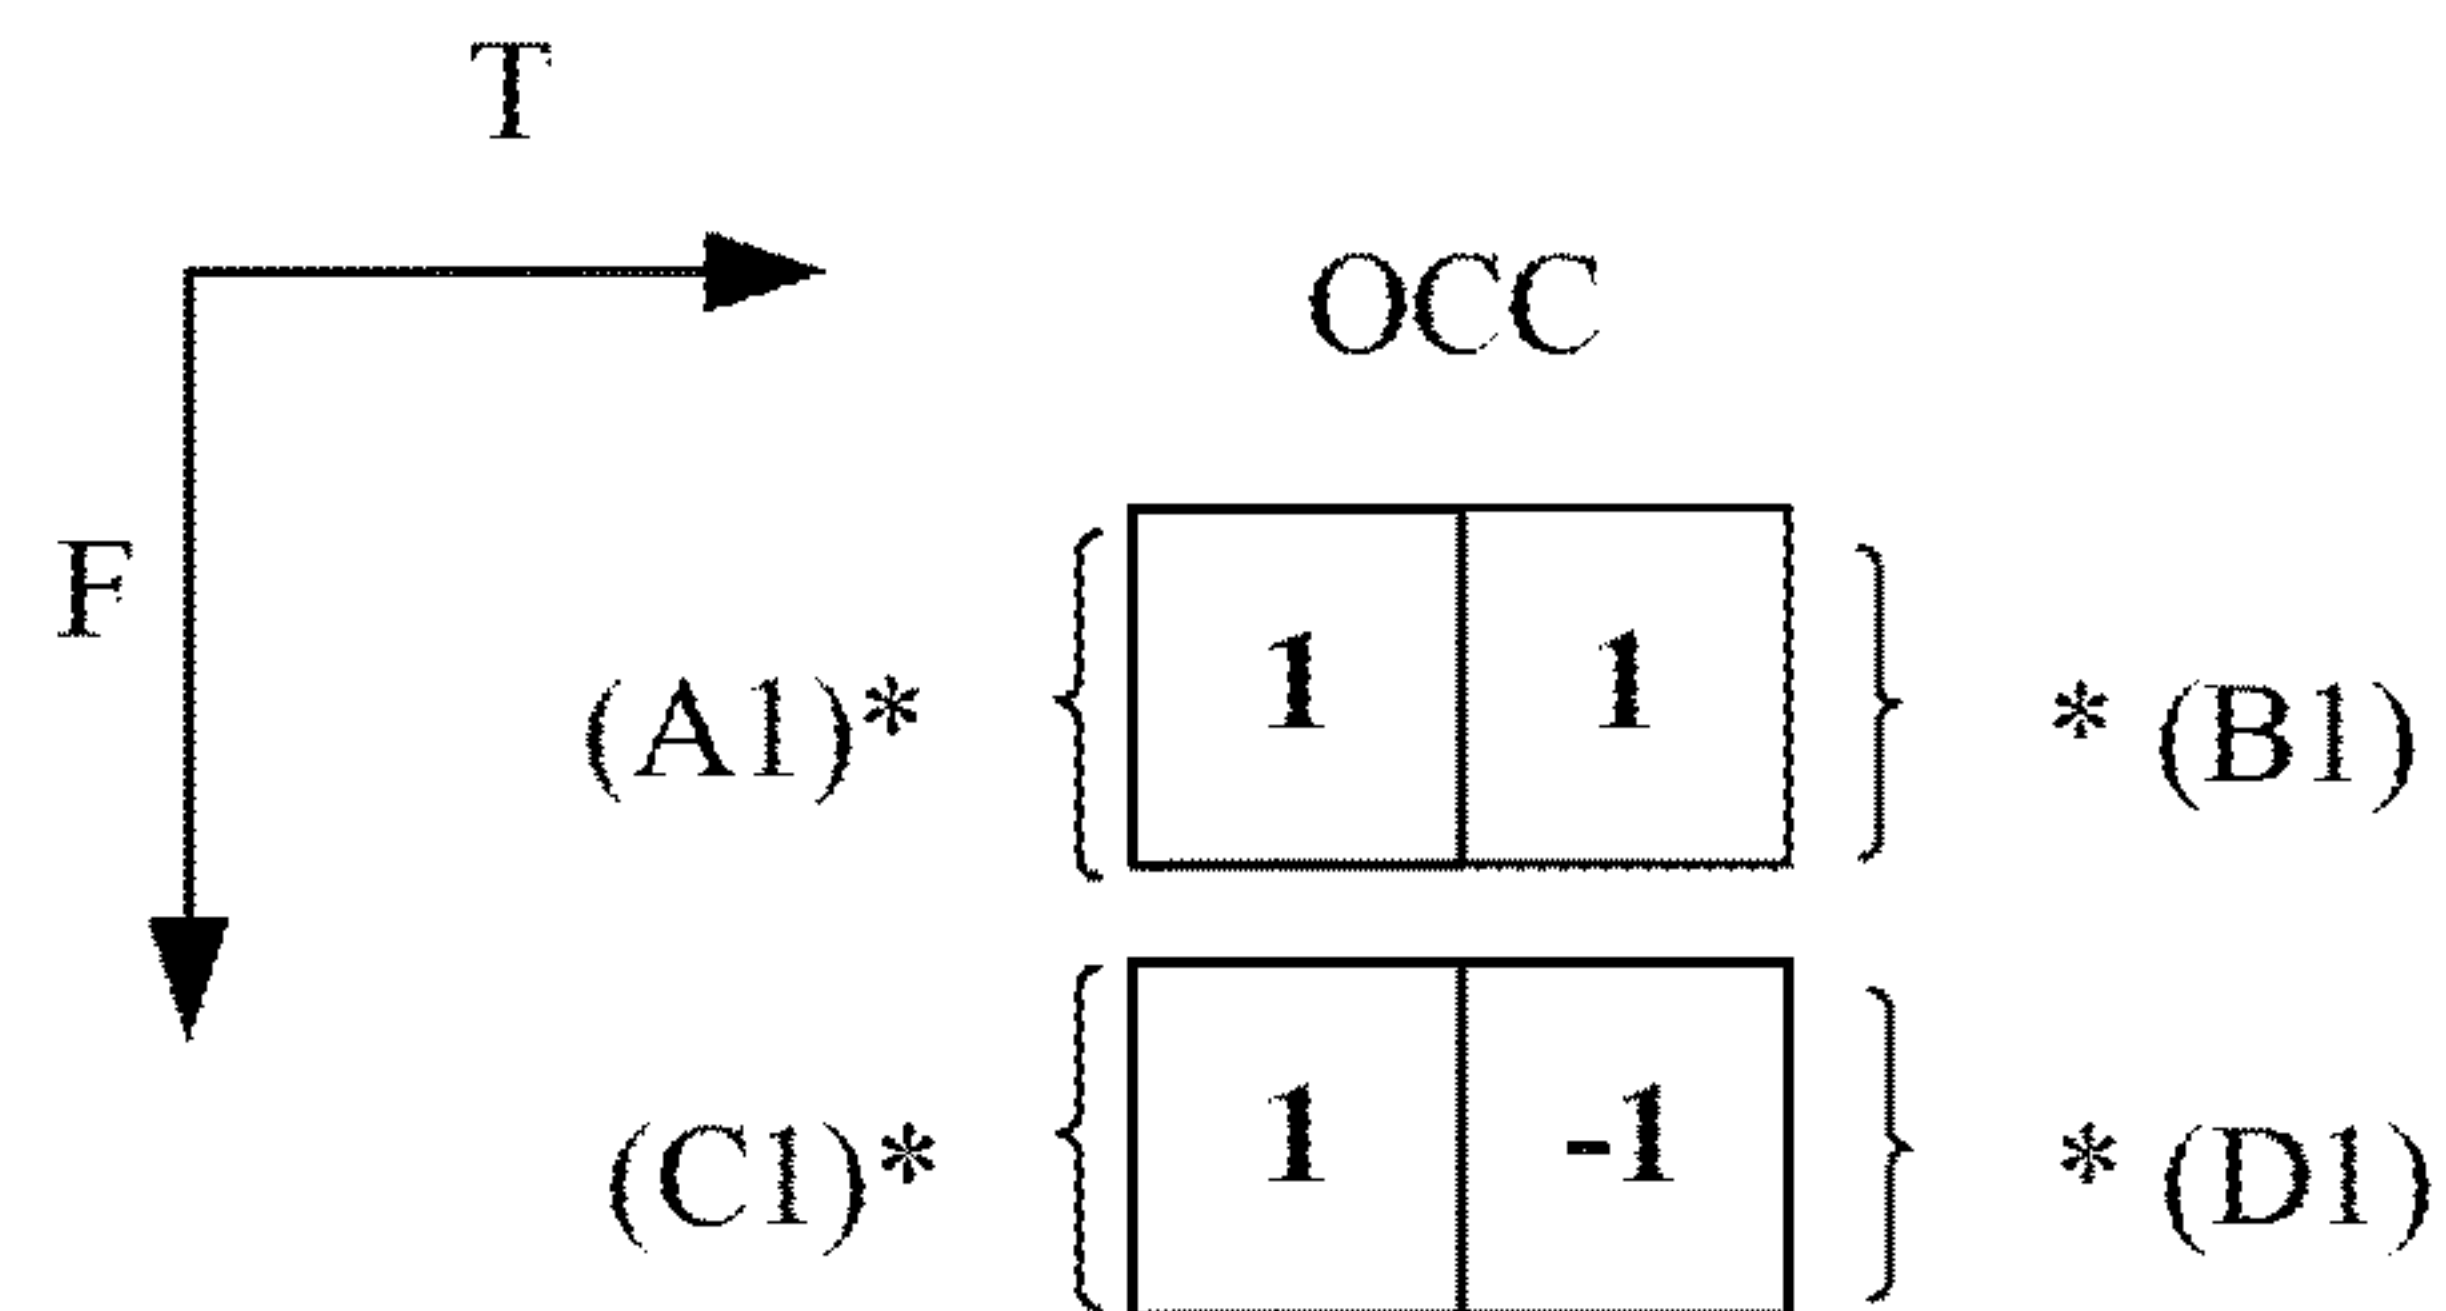 T
OCC
F
(A1)* { 1 1 } * (B1)
(C1)* { 1 -1 } * (D1)